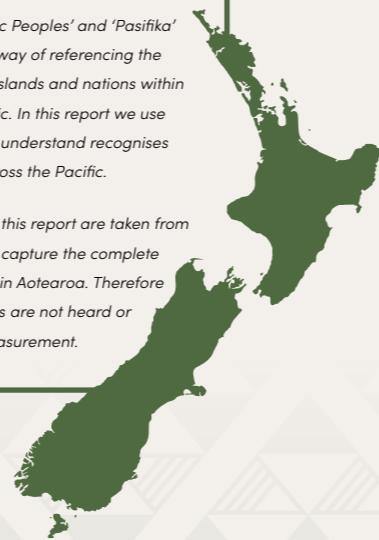 c Peoples’ and ‘Pasifika’
way of referencing the
slands and nations within
c. In this report we use
understand recognises
oss the Pacific.
this report are taken from
capture the complete
in Aotearoa. Therefore
s are not heard or
asurement.